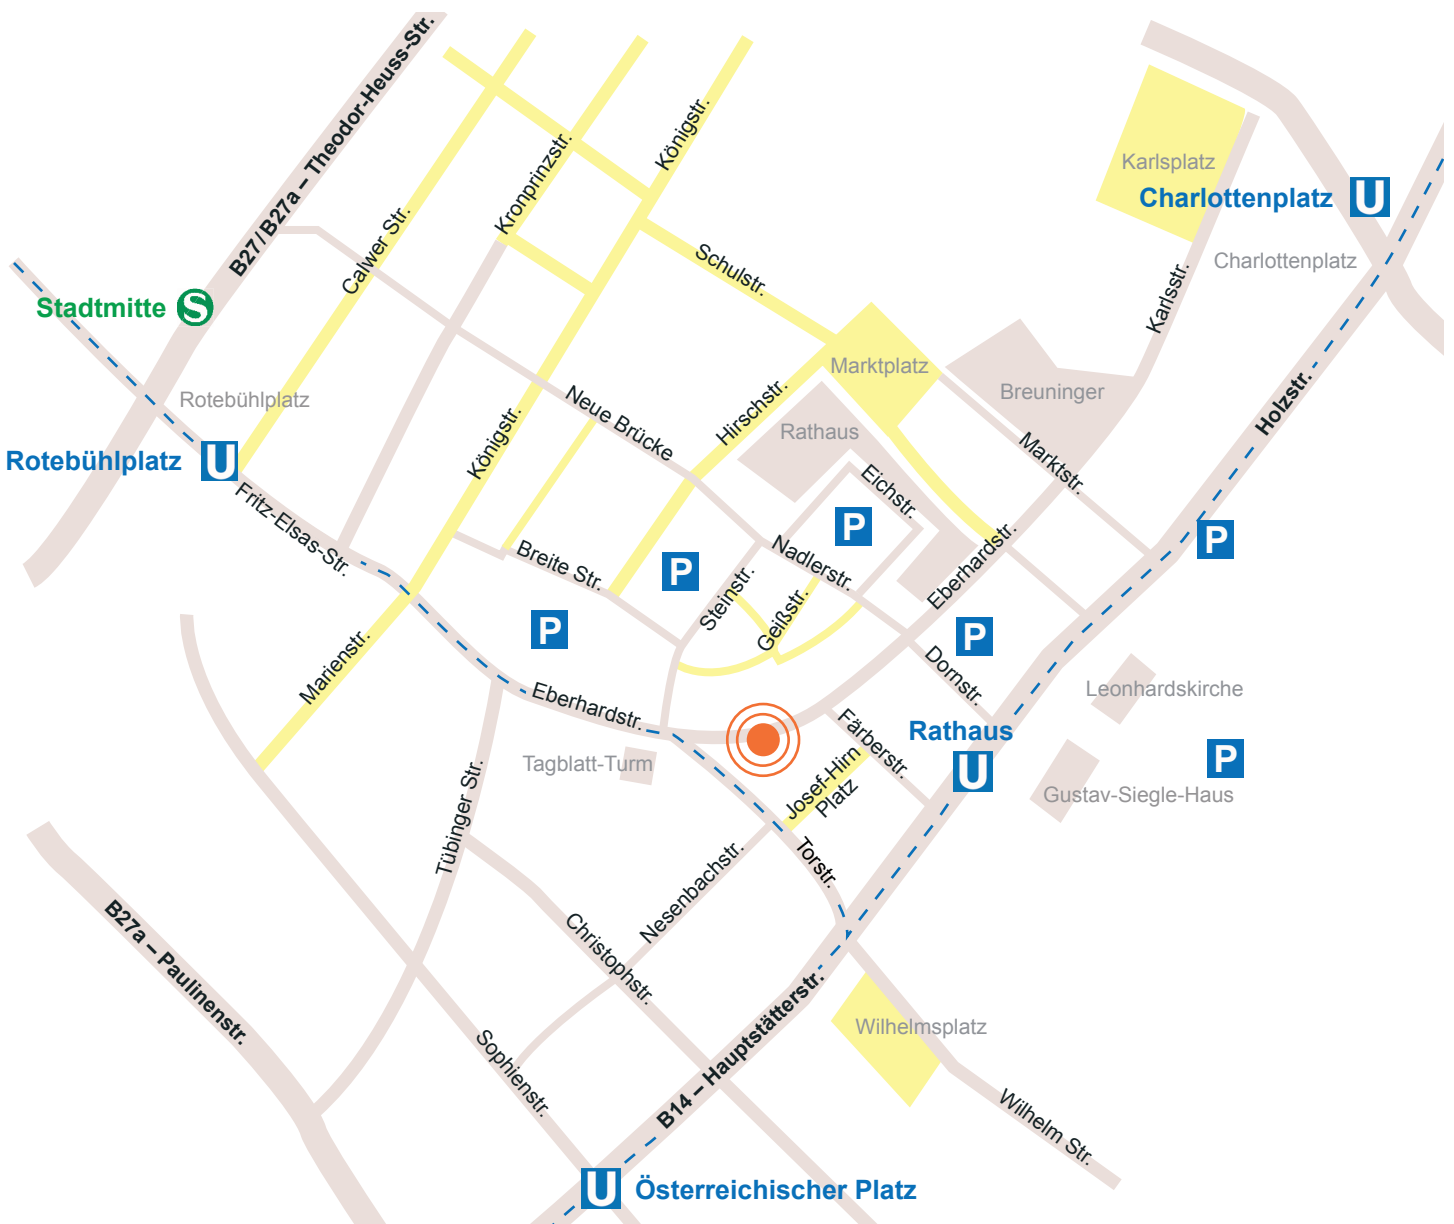 B27/B27a – Theodor-Heuss-Str.
Königstr.
Kronprinzstr.
Karlsplatz
U
Charlottenplatz
Calwer Str.
Schulstr.
Charlottenplatz
Karlsstr.
Stadtmitte
S
Marktplatz
Rotebühlplatz
Neue Brücke
Hirschstr.
Breuninger
Holzstr.
Königstr.
Rathaus
Marktstr.
Rotebühlplatz
U
Eichstr.
Fritz-Elsas-Str.
P
P
Breite Str.
P
Nadlerstr.
Eberhardstr.
Steinstr.
Geißstr.
P
P
Marienstr.
Dornstr.
Leonhardskirche
Eberhardstr.
Färberstr.
Rathaus
U
P
Tagblatt-Turm
Josef-Hirn
Platz
Gustav-Siegle-Haus
Tübinger Str.
Torstr.
Nesenbachstr.
B27a – Paulinenstr.
Christophstr.
Wilhelmsplatz
B14 – Hauptstätterstr.
Sophienstr.
Wilhelm Str.
U
Österreichischer Platz